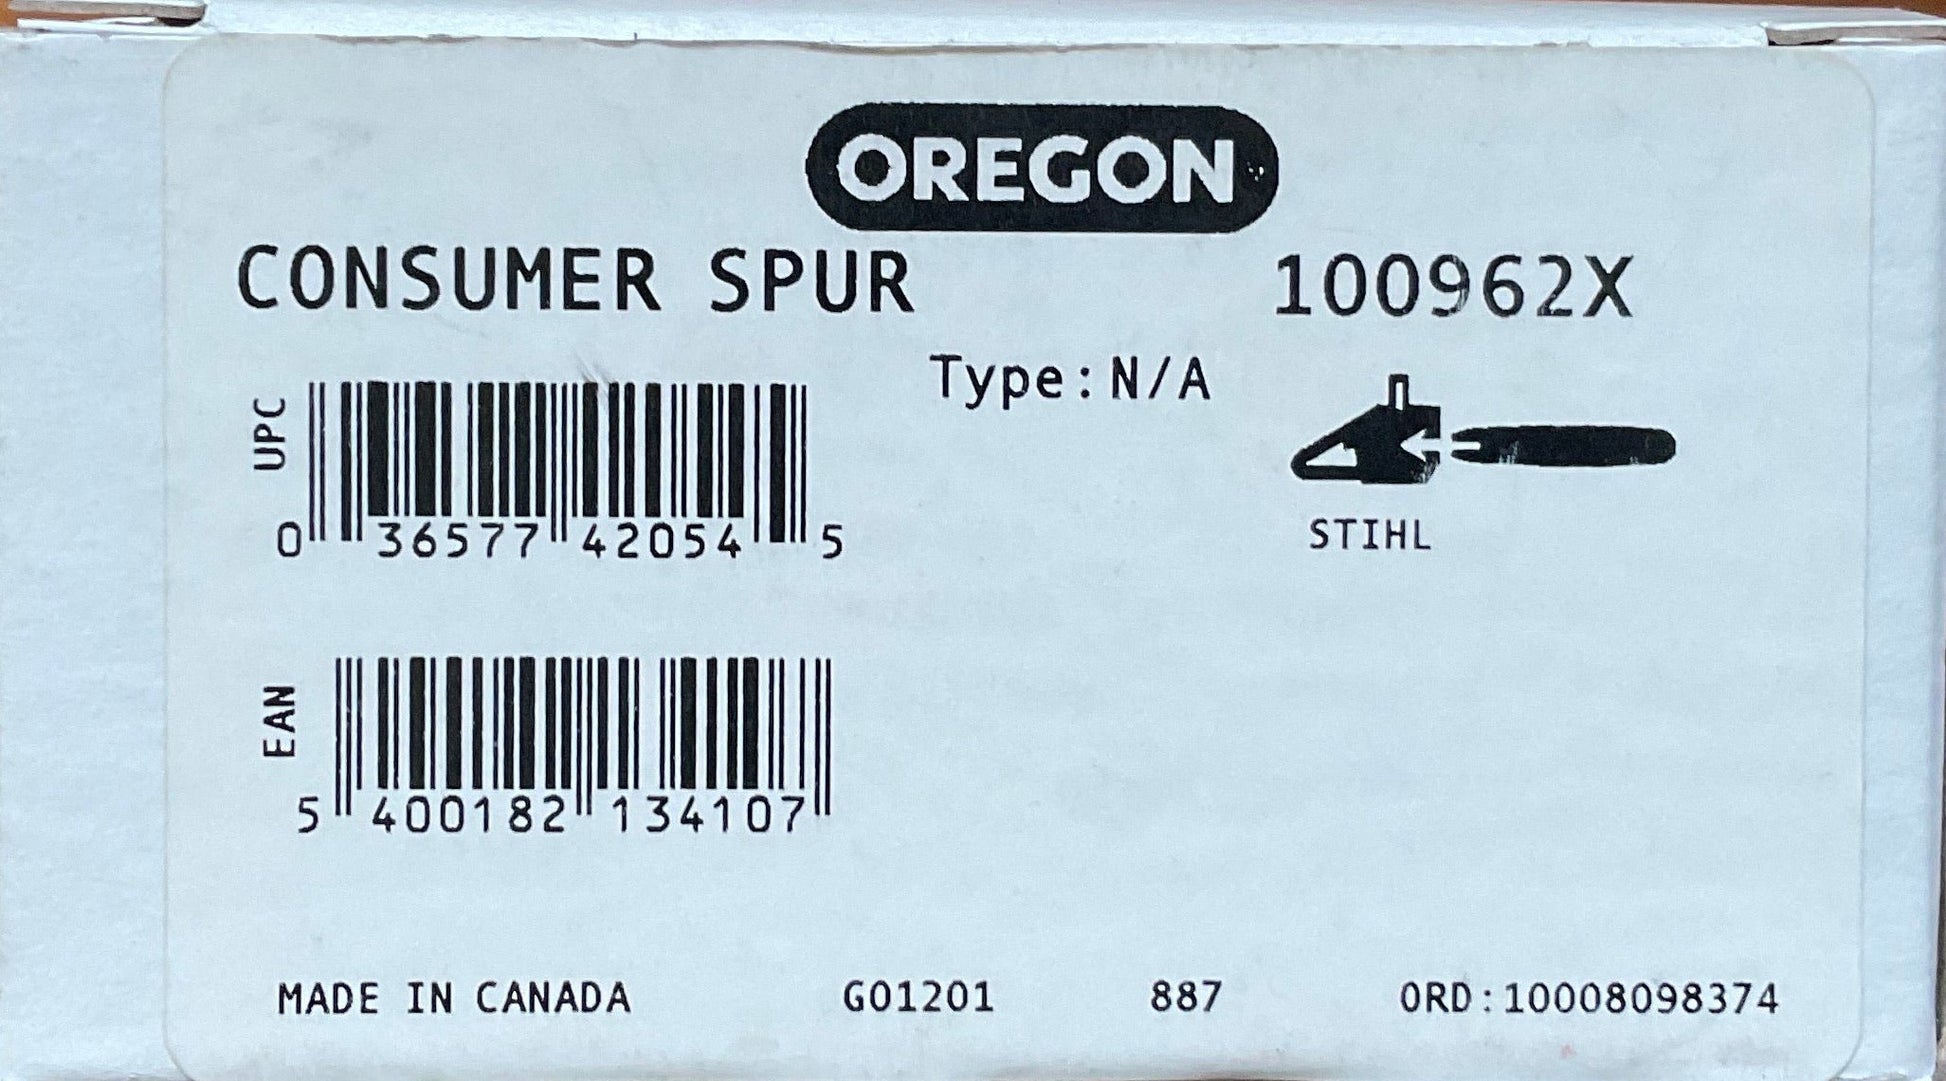 OREGON
CONSUMER SPUR 100962X
Type:N/A
UPC
0 36577 42054 5
STIHL
EAN
5 400182 134107
MADE IN CANADA G01201 887 ORD:10008098374